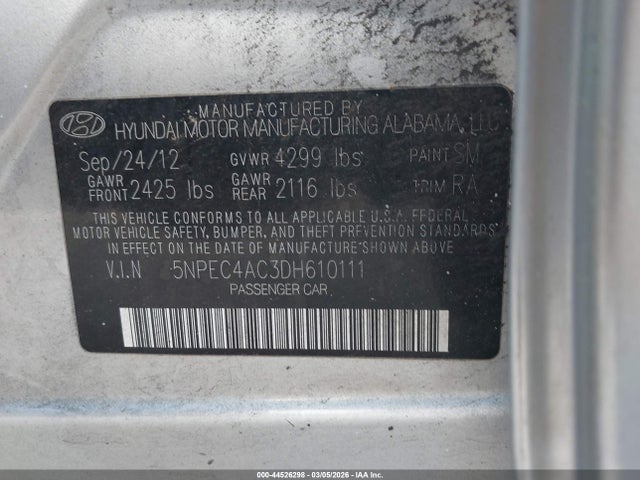 MANUFACTURED BY
HYUNDAI MOTOR MANUFACTURING ALABAMA, LLC
Sep/24/12 GVWR 4299 lbs PAINT SM
GAWR FRONT 2425 lbs GAWR REAR 2116 lbs TRIM RA
THIS VEHICLE CONFORMS TO ALL APPLICABLE U.S.A. FEDERAL
MOTOR VEHICLE SAFETY, BUMPER, AND THEFT PREVENTION STANDARDS
IN EFFECT ON THE DATE OF MANUFACTURE SHOWN ABOVE.
V.I.N 5NPEC4AC3DH610111
PASSENGER CAR
000-44526298 - 03/05/2026 - IAAI, Inc.